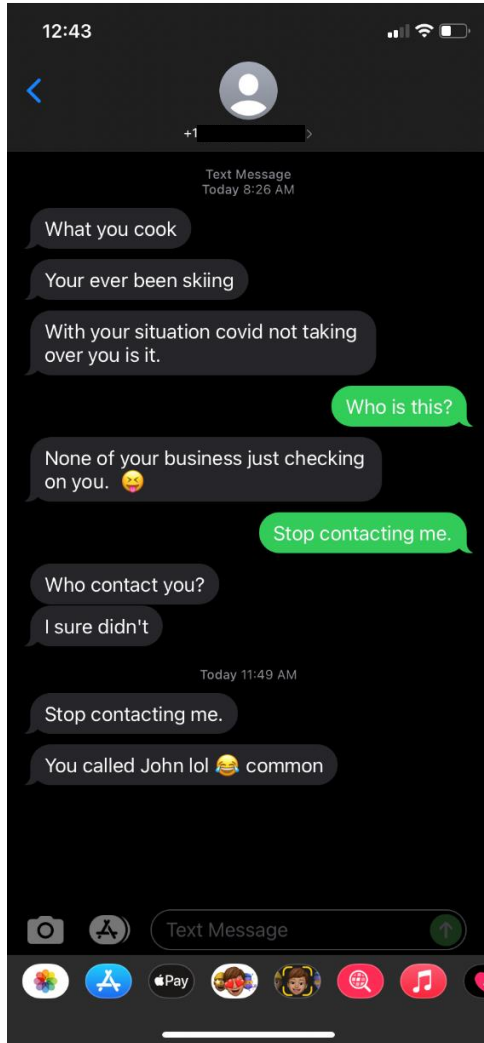 12:43
+1
Text Message
Today 8:26 AM
What you cook
Your ever been skiing
With your situation covid not taking
over you is it.
Who is this?
None of your business just checking
on you. 😝
Stop contacting me.
Who contact you?
I sure didn't
Today 11:49 AM
Stop contacting me.
You called John lol 😂 common
Text Message
Pay